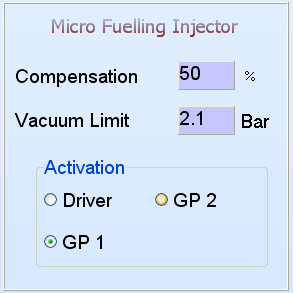 Micro Fuelling Injector
Compensation 50 %
Vacuum Limit 2.1 Bar
Activation
Driver GP 2
GP 1